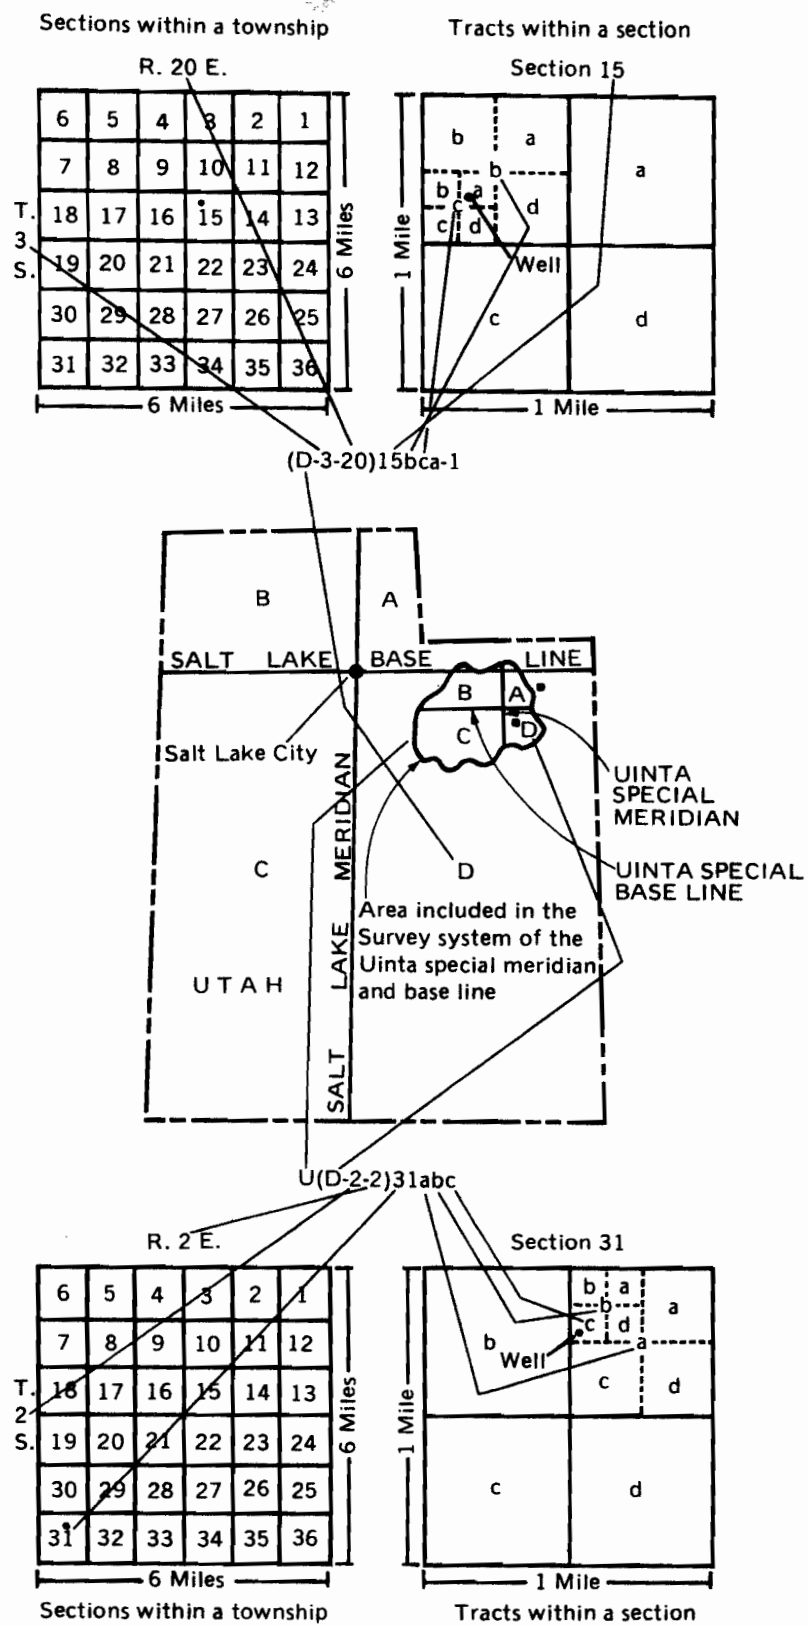 Sections within a township
Tracts within a section
R. 20 E.
Section 15
6 5 4 3 2 1
7 8 9 10 11 12
18 17 16 15 14 13
19 20 21 22 23 24
30 29 28 27 26 25
31 32 33 34 35 36
T.
3
S.
6 Miles
6 Miles
b a
b
a
b a
c
d
c d
Well
c
d
1 Mile
1 Mile
(D-3-20)15bca-1
B
A
SALT LAKE BASE LINE
B
A
C
D
Salt Lake City
UINTA
SPECIAL
MERIDIAN
UINTA SPECIAL
BASE LINE
C
D
SALT LAKE MERIDIAN
Area included in the
Survey system of the
Uinta special meridian
and base line
UTAH
U(D-2-2)31abc
R. 2 E.
Section 31
6 5 4 3 2 1
7 8 9 10 11 12
18 17 16 15 14 13
19 20 21 22 23 24
30 29 28 27 26 25
31 32 33 34 35 36
T.
2
S.
6 Miles
6 Miles
b a
b
a
c d
b
a
Well
c
d
c
d
1 Mile
1 Mile
Sections within a township
Tracts within a section